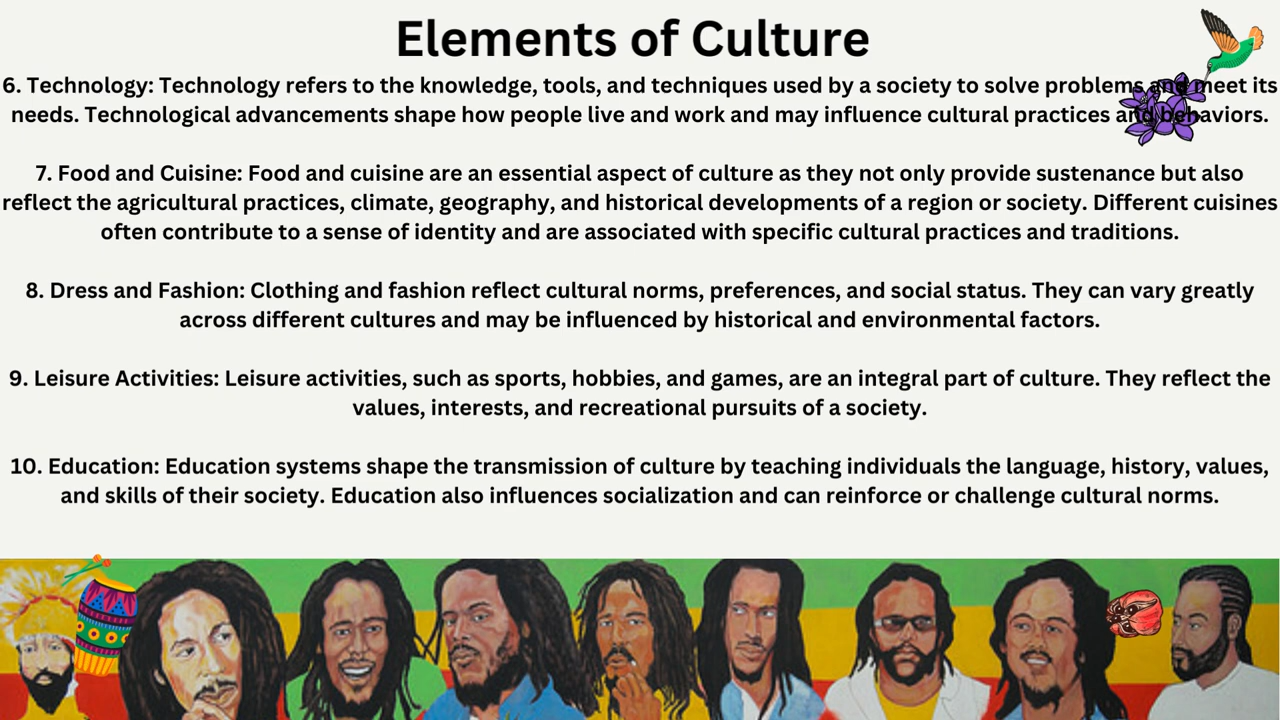 Elements of Culture
6. Technology: Technology refers to the knowledge, tools, and techniques used by a society to solve problems and meet its
needs. Technological advancements shape how people live and work and may influence cultural practices and behaviors.
7. Food and Cuisine: Food and cuisine are an essential aspect of culture as they not only provide sustenance but also
reflect the agricultural practices, climate, geography, and historical developments of a region or society. Different cuisines
often contribute to a sense of identity and are associated with specific cultural practices and traditions.
8. Dress and Fashion: Clothing and fashion reflect cultural norms, preferences, and social status. They can vary greatly
across different cultures and may be influenced by historical and environmental factors.
9. Leisure Activities: Leisure activities, such as sports, hobbies, and games, are an integral part of culture. They reflect the
values, interests, and recreational pursuits of a society.
10. Education: Education systems shape the transmission of culture by teaching individuals the language, history, values,
and skills of their society. Education also influences socialization and can reinforce or challenge cultural norms.